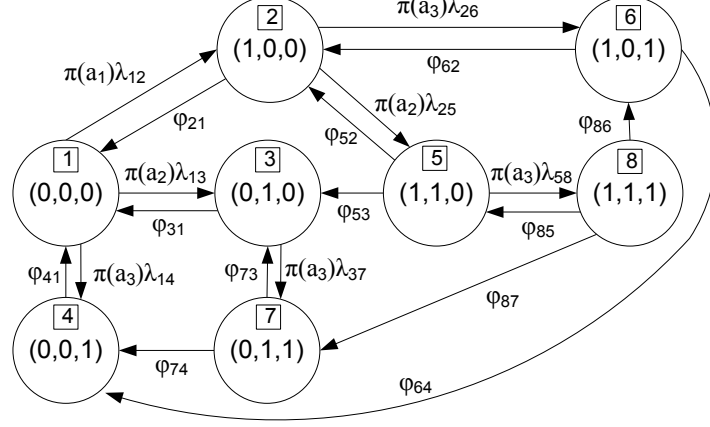 π(a₃)λ₂₆
2
(1,0,0)
6
(1,0,1)
φ₆₂
π(a₁)λ₁₂
π(a₂)λ₂₅
φ₂₁
φ₅₂
φ₈₆
1
(0,0,0)
π(a₂)λ₁₃
3
(0,1,0)
5
(1,1,0)
π(a₃)λ₅₈
8
(1,1,1)
φ₃₁
φ₅₃
φ₈₅
φ₄₁
π(a₃)λ₁₄
φ₇₃
π(a₃)λ₃₇
φ₈₇
4
(0,0,1)
7
(0,1,1)
φ₇₄
φ₆₄